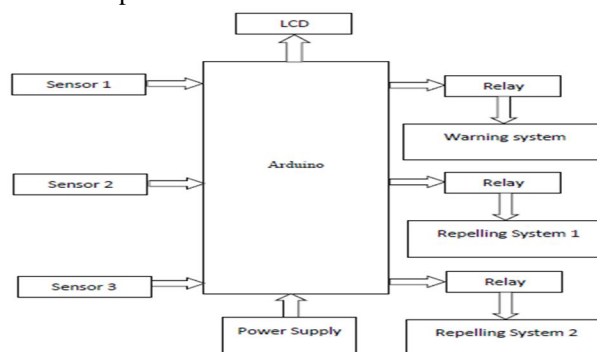 LCD
Sensor 1
Relay
Warning system
Arduino
Sensor 2
Relay
Repelling System 1
Sensor 3
Relay
Power Supply
Repelling System 2